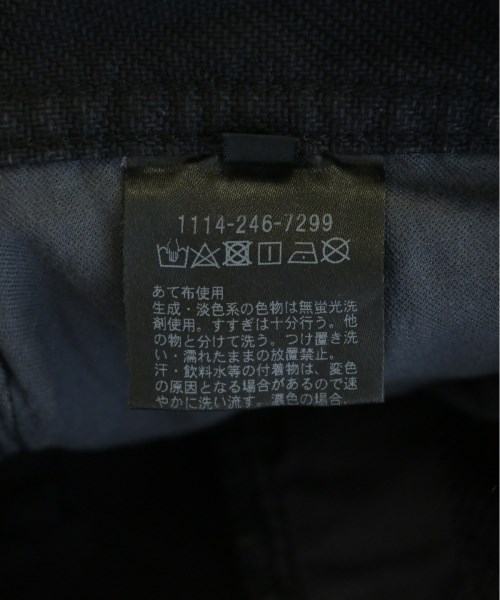 1114-246-7299
あて布使用
生成・淡色系の色物は無蛍光洗
剤使用。すすぎは十分行う。他
の物と分けて洗う。つけ置き洗
い・濡れたままの放置禁止。
汗・飲料水等の付着物は、変色
の原因となる場合があるので速
やかに洗い流す。濃色の場合、